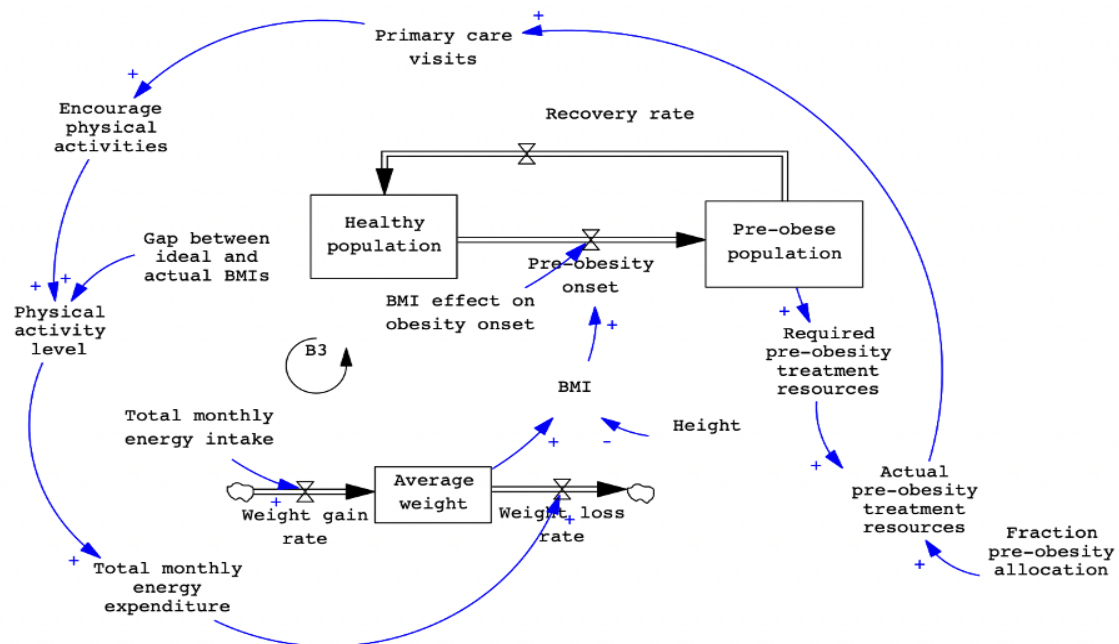 +
Primary care
visits
+
Encourage
physical
activities
Recovery rate
Healthy
population
Pre-obese
population
Gap between
ideal and
actual BMIs
Pre-obesity
onset
+
+
BMI effect on
obesity onset
Physical
activity
level
+
+
Required
pre-obesity
treatment
resources
B3
BMI
Total monthly
energy intake
Height
+
-
+
Average
weight
Actual
pre-obesity
treatment
resources
+
Weight gain
rate
Weight loss
rate
+
Fraction
pre-obesity
allocation
+
+
Total monthly
energy
expenditure